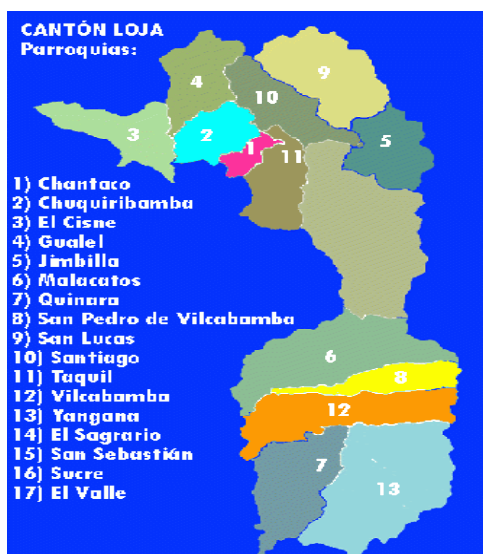 CANTÓN LOJA
Parroquias:
9
4
10
3
2
1
11
5
1) Chantaco
2) Chuquiribamba
3) El Cisne
4) Gualel
5) Jimbilla
6) Malacatos
7) Quinara
8) San Pedro de Vilcabamba
9) San Lucas
10) Santiago
11) Taquil
12) Vilcabamba
13) Yangana
14) El Sagrario
15) San Sebastián
16) Sucre
17) El Valle
6
8
12
7
13